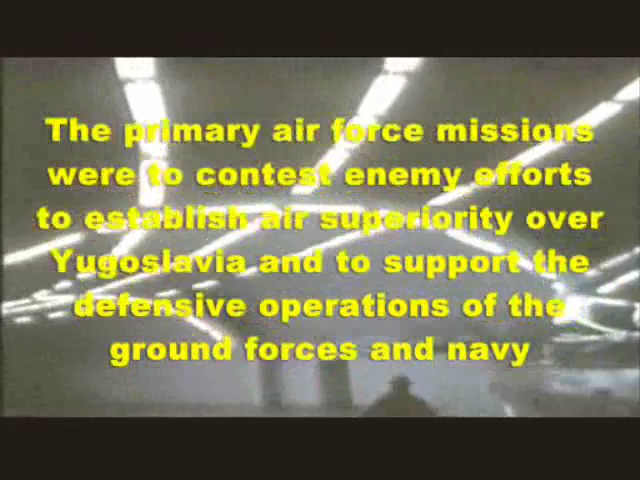 The primary air force missions
were to contest enemy efforts
to establish air superiority over
Yugoslavia and to support the
defensive operations of the
ground forces and navy